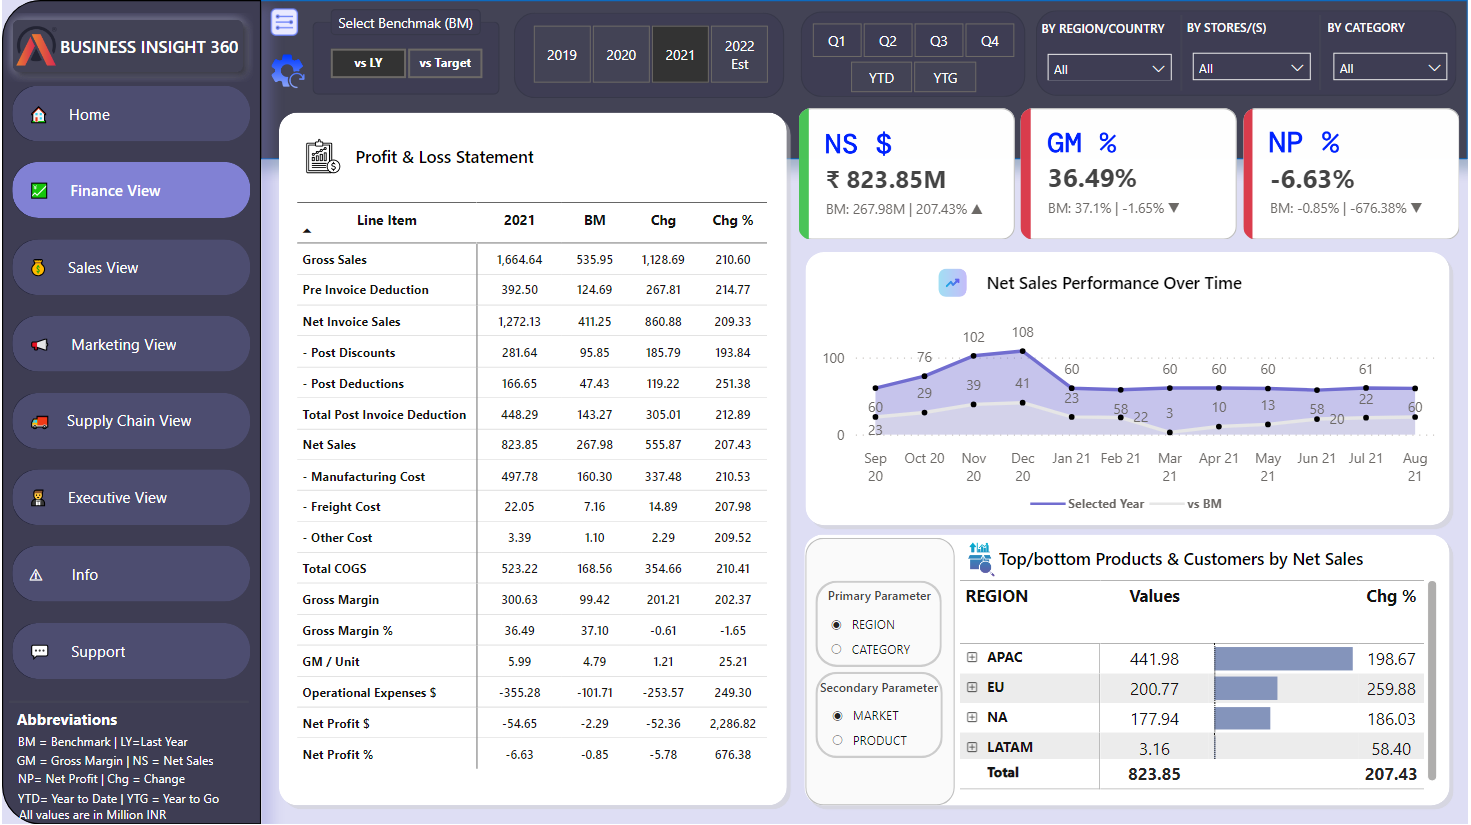 BUSINESS INSIGHT 360
Home
Finance View
Sales View
Marketing View
Supply Chain View
Executive View
Info
Support
Abbreviations
BM = Benchmark | LY=Last Year
GM = Gross Margin | NS = Net Sales
NP= Net Profit | Chg = Change
YTD= Year to Date | YTG = Year to Go
All values are in Million INR
Select Benchmak (BM)
vs LY vs Target
2019 2020 2021 2022 Est
Q1 Q2 Q3 Q4
YTD YTG
BY REGION/COUNTRY BY STORES/(S) BY CATEGORY
All All All
Profit & Loss Statement
Line Item 2021 BM Chg Chg %
Gross Sales 1,664.64 535.95 1,128.69 210.60
Pre Invoice Deduction 392.50 124.69 267.81 214.77
Net Invoice Sales 1,272.13 411.25 860.88 209.33
- Post Discounts 281.64 95.85 185.79 193.84
- Post Deductions 166.65 47.43 119.22 251.38
Total Post Invoice Deduction 448.29 143.27 305.01 212.89
Net Sales 823.85 267.98 555.87 207.43
- Manufacturing Cost 497.78 160.30 337.48 210.53
- Freight Cost 22.05 7.16 14.89 207.98
- Other Cost 3.39 1.10 2.29 209.52
Total COGS 523.22 168.56 354.66 210.41
Gross Margin 300.63 99.42 201.21 202.37
Gross Margin % 36.49 37.10 -0.61 -1.65
GM / Unit 5.99 4.79 1.21 25.21
Operational Expenses $ -355.28 -101.71 -253.57 249.30
Net Profit $ -54.65 -2.29 -52.36 2,286.82
Net Profit % -6.63 -0.85 -5.78 676.38
NS $
₹ 823.85M
BM: 267.98M | 207.43% ▲
GM %
36.49%
BM: 37.1% | -1.65% ▼
NP %
-6.63%
BM: -0.85% | -676.38% ▼
Net Sales Performance Over Time
100
0
60 76 102 108 60 58 60 60 60 58 61 60
23 29 39 41 23 22 3 10 13 20 22
Sep 20 Oct 20 Nov 20 Dec 20 Jan 21 Feb 21 Mar 21 Apr 21 May 21 Jun 21 Jul 21 Aug 21
Selected Year vs BM
Primary Parameter
REGION
CATEGORY
Secondary Parameter
MARKET
PRODUCT
Top/bottom Products & Customers by Net Sales
REGION Values Chg %
APAC 441.98 198.67
EU 200.77 259.88
NA 177.94 186.03
LATAM 3.16 58.40
Total 823.85 207.43